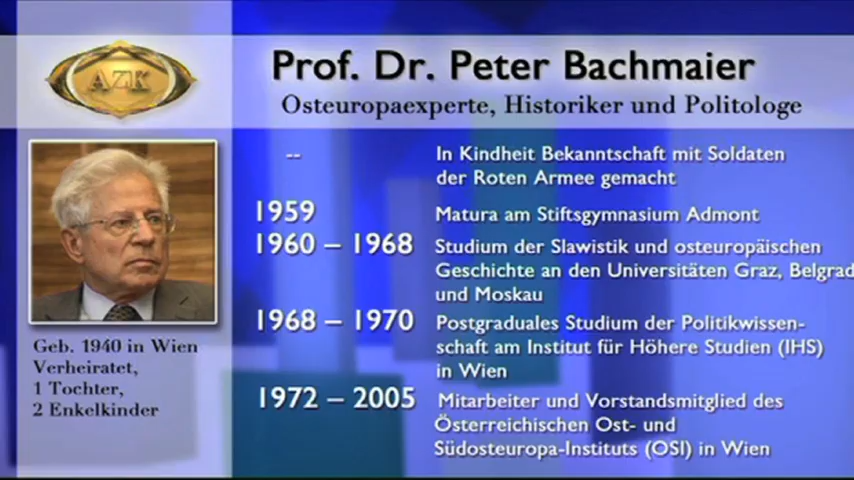 AZK
Prof. Dr. Peter Bachmaier
Osteuropaexperte, Historiker und Politologe
-- In Kindheit Bekanntschaft mit Soldaten
der Roten Armee gemacht
1959 Matura am Stiftsgymnasium Admont
1960 – 1968 Studium der Slawistik und osteuropäischen
Geschichte an den Universitäten Graz, Belgrad
und Moskau
1968 – 1970 Postgraduales Studium der Politikwissen-
schaft am Institut für Höhere Studien (IHS)
in Wien
1972 – 2005 Mitarbeiter und Vorstandsmitglied des
Österreichischen Ost- und
Südosteuropa-Instituts (OSI) in Wien
Geb. 1940 in Wien
Verheiratet,
1 Tochter,
2 Enkelkinder